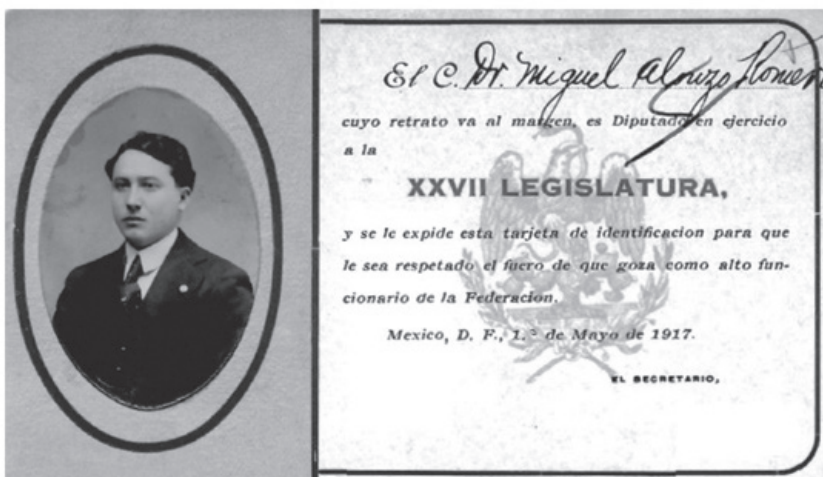 El C. Dr. Miguel Alonzo Romero
cuyo retrato va al margen, es Diputado en ejercicio
a la
XXVII LEGISLATURA,
y se le expide esta tarjeta de identificacion para que
le sea respetado el fuero de que goza como alto fun-
cionario de la Federacion.
Mexico, D. F., 1.º de Mayo de 1917.
EL SECRETARIO,